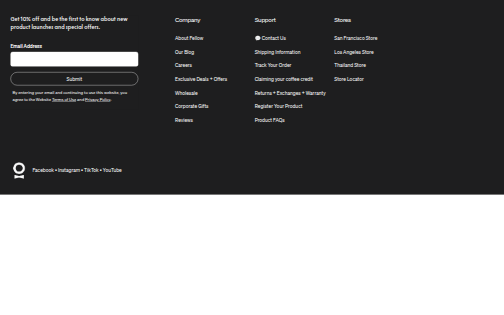 Get 10% off and be the first to know about new
product launches and special offers.
Email Address
Submit
By entering your email and continuing to use this website, you
agree to the Website Terms of Use and Privacy Policy.
Company
About Fellow
Our Blog
Careers
Exclusive Deals + Offers
Wholesale
Corporate Gifts
Reviews
Support
💬 Contact Us
Shipping Information
Track Your Order
Claiming your coffee credit
Returns + Exchanges + Warranty
Register Your Product
Product FAQs
Stores
San Francisco Store
Los Angeles Store
Thailand Store
Store Locator
Facebook • Instagram • TikTok • YouTube